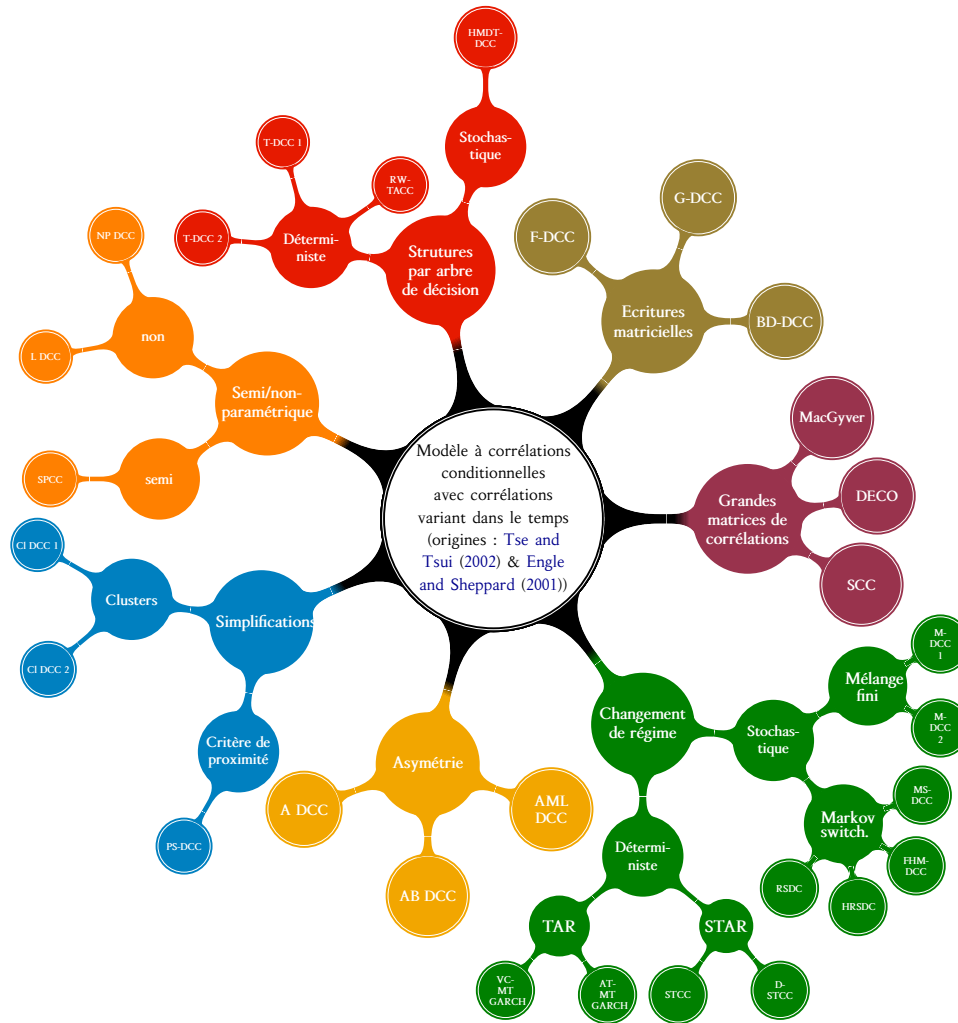 HMDT-
DCC
Stochas-
tique
T-DCC 1
RW-
TACC
T-DCC 2
Détermi-
niste
Strutures
par arbre
de décision
G-DCC
F-DCC
Ecritures
matricielles
BD-DCC
NP DCC
non
L DCC
Semi/non-
paramétrique
SPCC
semi
MacGyver
Grandes
matrices de
corrélations
DECO
SCC
Modèle à corrélations
conditionnelles
avec corrélations
variant dans le temps
(origines : Tse and
Tsui (2002) & Engle
and Sheppard (2001))
CI DCC 1
Clusters
Simplifications
CI DCC 2
Critère de
proximité
PS-DCC
Asymétrie
A DCC
AML
DCC
AB DCC
Changement
de régime
Stochas-
tique
Mélange
fini
M-
DCC
1
M-
DCC
2
Markov
switch.
MS-
DCC
FHM-
DCC
HRSDC
RSDC
Détermi-
niste
TAR
STAR
VC-
MT
GARCH
AT-
MT
GARCH
STCC
D-
STCC